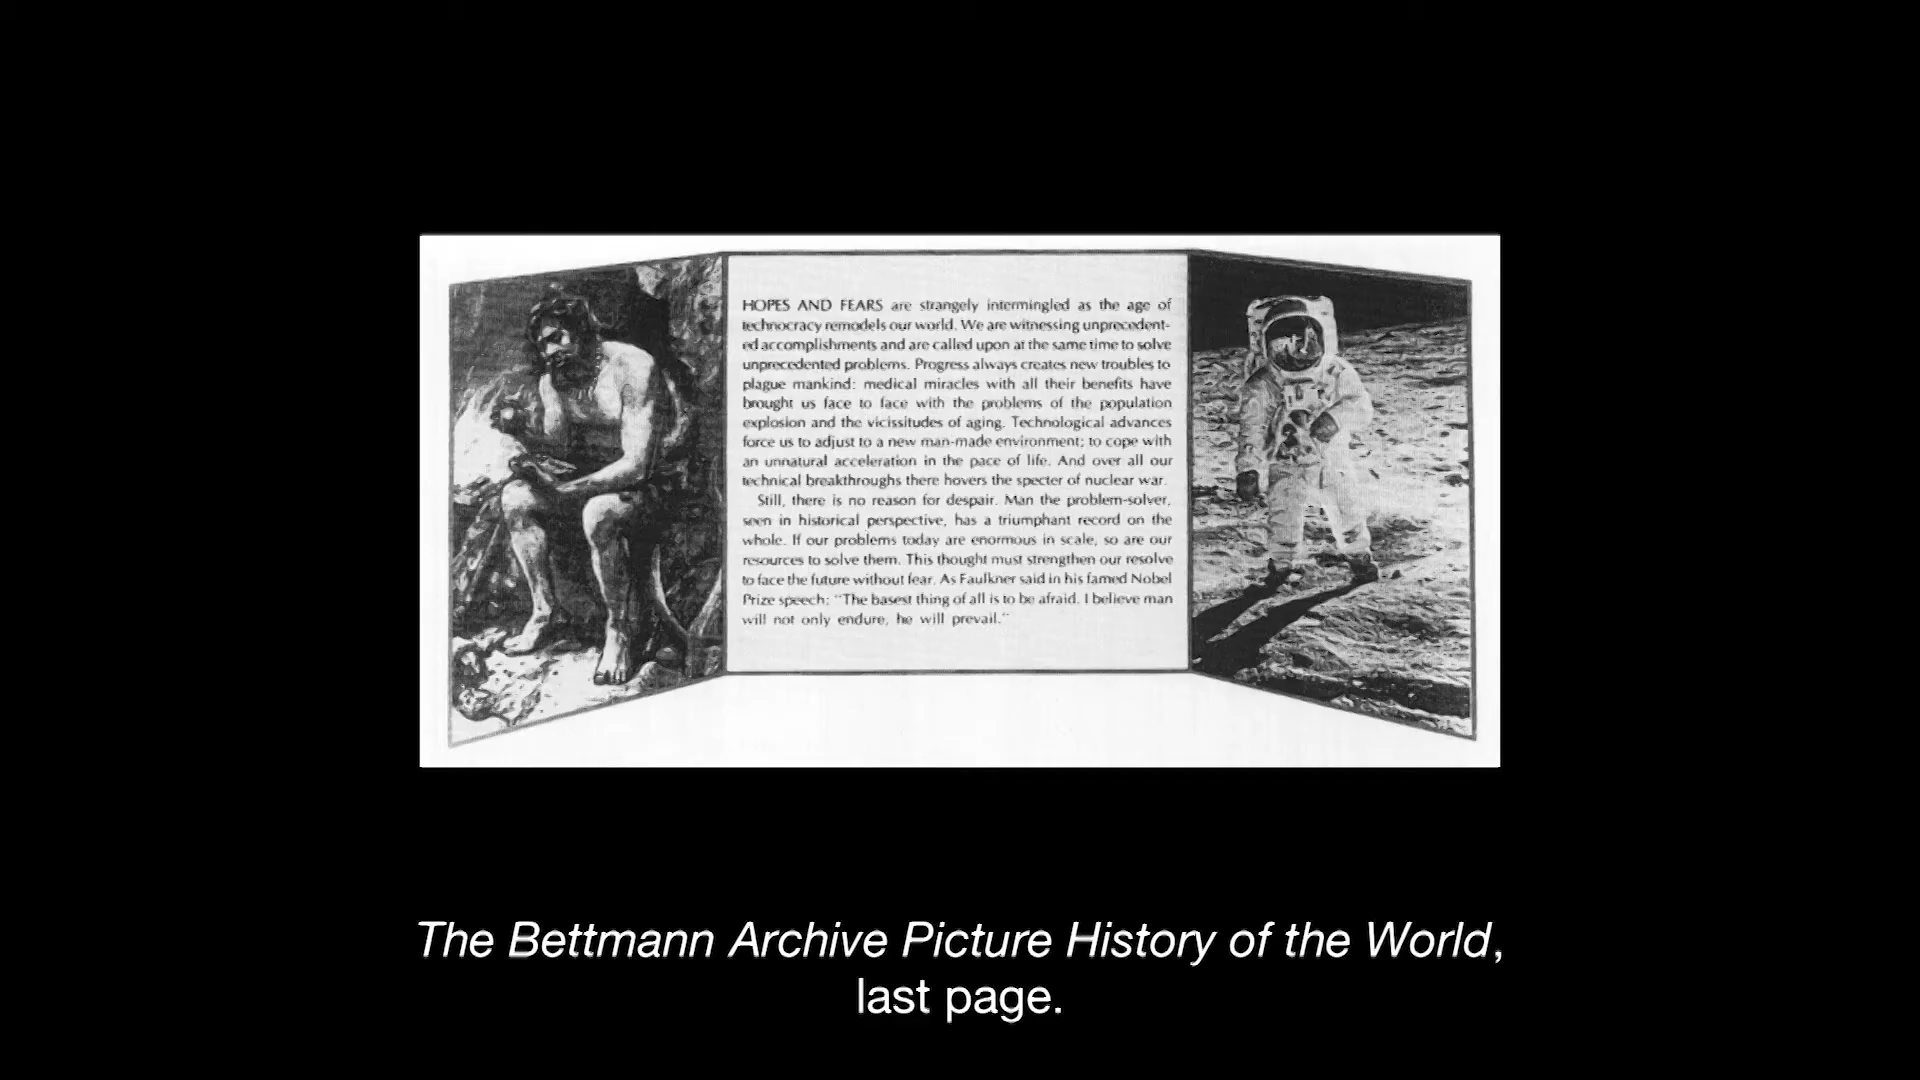 HOPES AND FEARS are strangely intermingled as the age of
technocracy remodels our world. We are witnessing unprecedent-
ed accomplishments and are called upon at the same time to solve
unprecedented problems. Progress always creates new troubles to
plague mankind: medical miracles with all their benefits have
brought us face to face with the problems of the population
explosion and the vicissitudes of aging. Technological advances
force us to adjust to a new man-made environment; to cope with
an unnatural acceleration in the pace of life. And over all our
technical breakthroughs there hovers the specter of nuclear war.
Still, there is no reason for despair. Man the problem-solver,
seen in historical perspective, has a triumphant record on the
whole. If our problems today are enormous in scale, so are our
resources to solve them. This thought must strengthen our resolve
to face the future without fear. As Faulkner said in his famed Nobel
Prize speech: "The basest thing of all is to be afraid. I believe man
will not only endure, he will prevail."
The Bettmann Archive Picture History of the World,
last page.